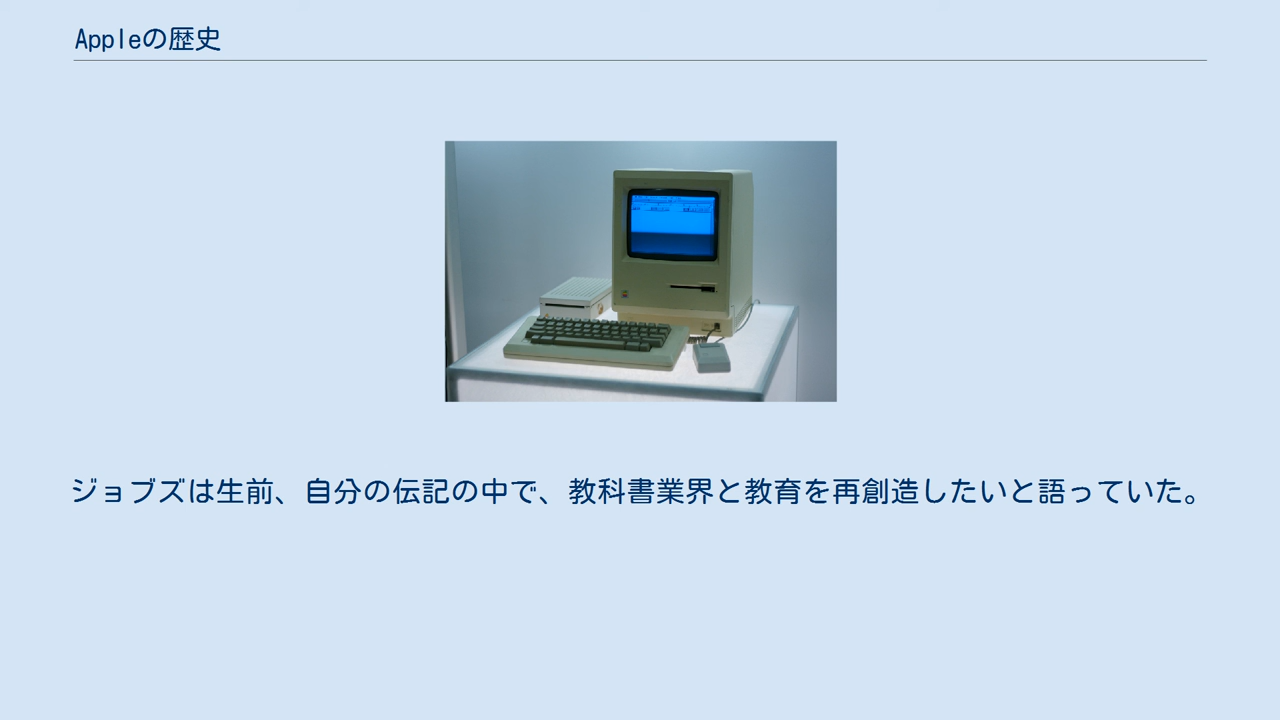 Appleの歴史
ジョブズは生前、自分の伝記の中で、教科書業界と教育を再創造したいと語っていた。